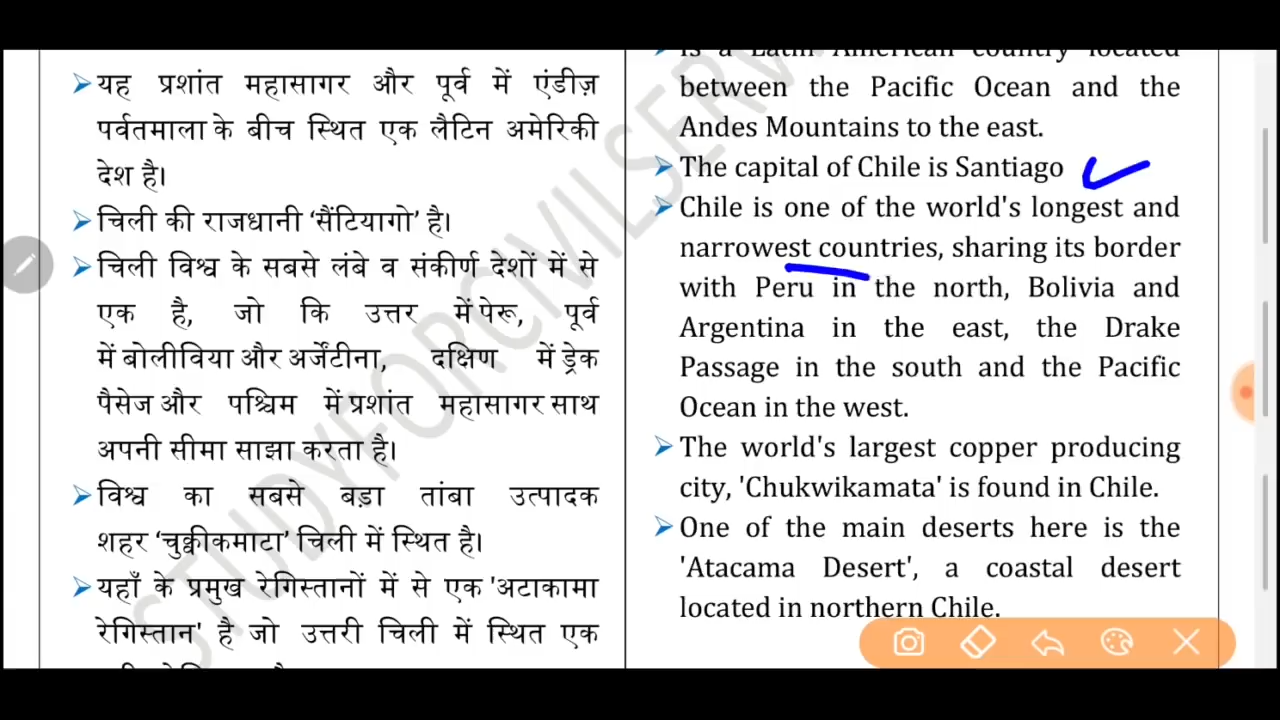 यह प्रशांत महासागर और पूर्व में एंडीज़
पर्वतमाला के बीच स्थित एक लैटिन अमेरिकी
देश है।
चिली की राजधानी ‘सैंटियागो’ है।
चिली विश्व के सबसे लंबे व संकीर्ण देशों में से
एक है, जो कि उत्तर में पेरू, पूर्व
में बोलीविया और अर्जेंटीना, दक्षिण में ड्रेक
पैसेज और पश्चिम में प्रशांत महासागर साथ
अपनी सीमा साझा करता है।
विश्व का सबसे बड़ा तांबा उत्पादक
शहर ‘चुक्वीकमाटा’ चिली में स्थित है।
यहाँ के प्रमुख रेगिस्तानों में से एक 'अटाकामा
रेगिस्तान' है जो उत्तरी चिली में स्थित एक
is a Latin American country located
between the Pacific Ocean and the
Andes Mountains to the east.
The capital of Chile is Santiago
Chile is one of the world's longest and
narrowest countries, sharing its border
with Peru in the north, Bolivia and
Argentina in the east, the Drake
Passage in the south and the Pacific
Ocean in the west.
The world's largest copper producing
city, 'Chukwikamata' is found in Chile.
One of the main deserts here is the
'Atacama Desert', a coastal desert
located in northern Chile.
STUDYFORCIVILSERVI